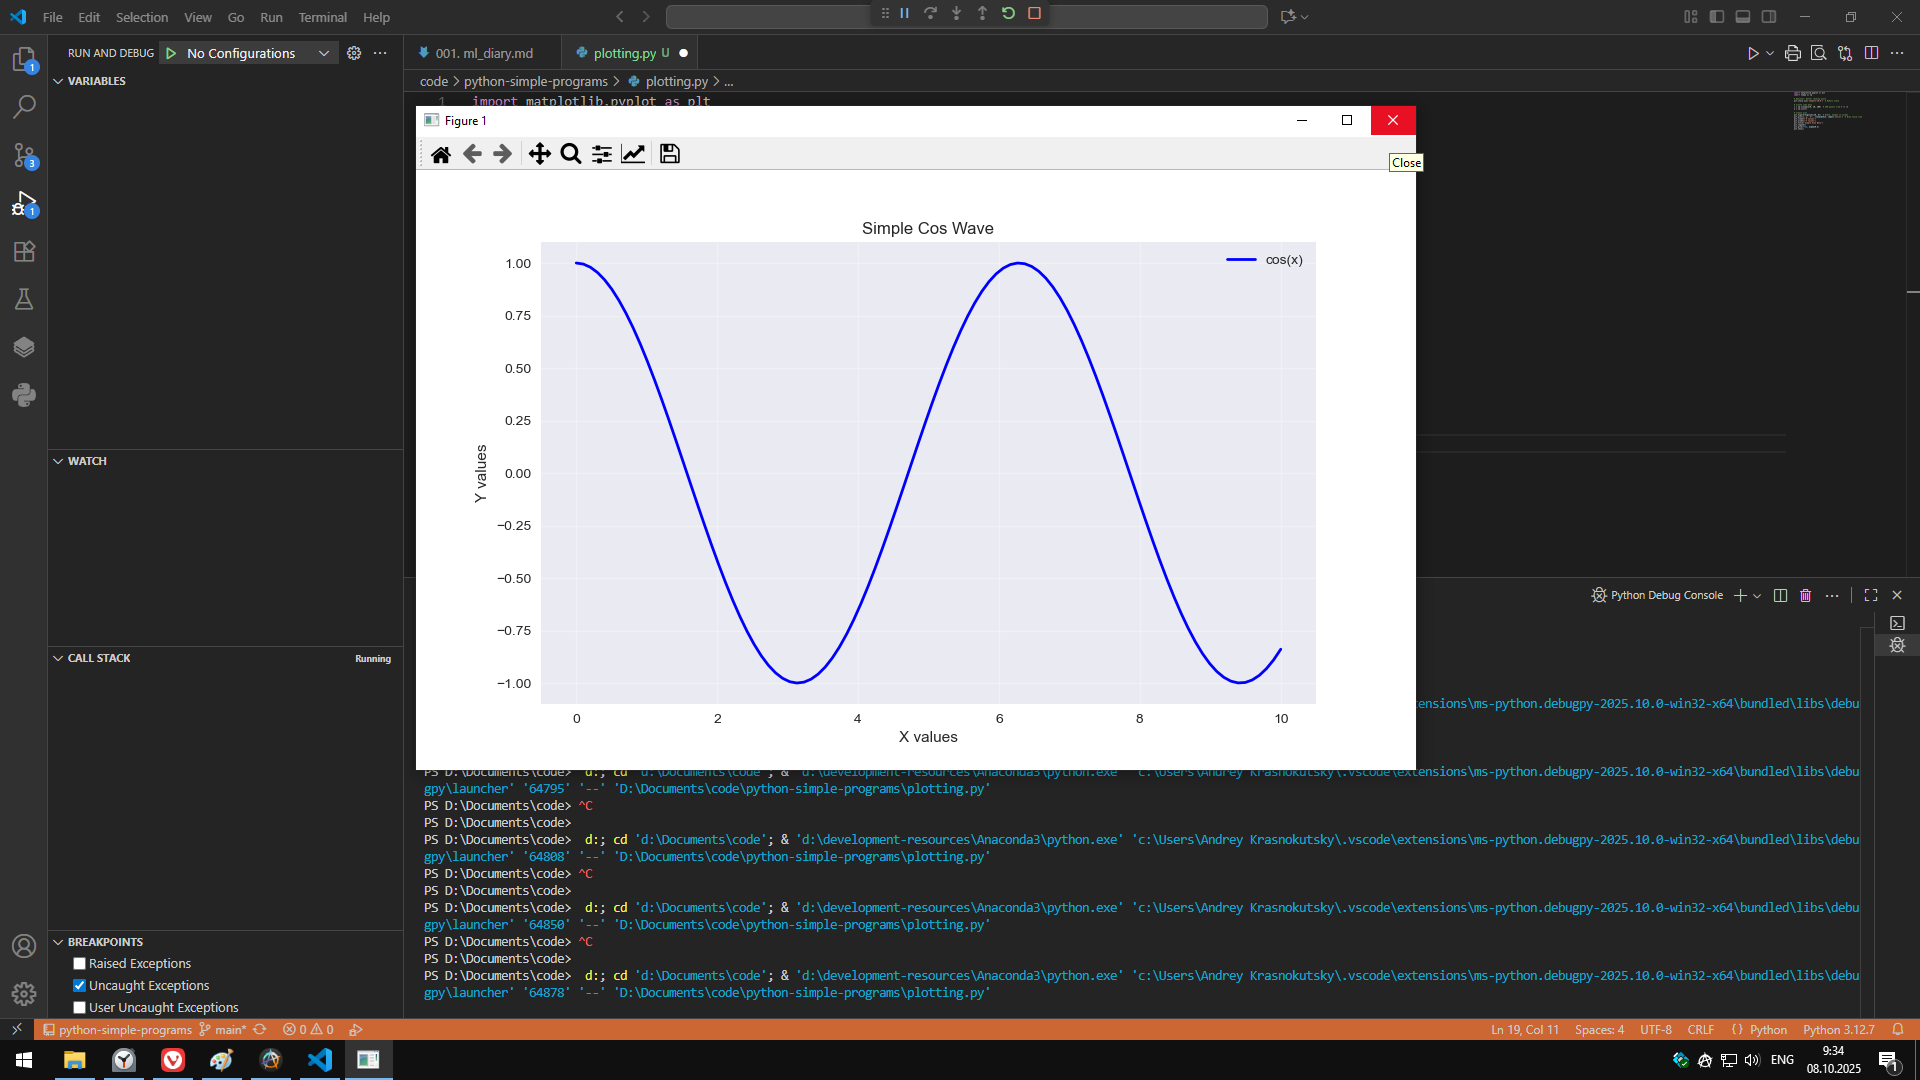 File Edit Selection View Go Run Terminal Help
RUN AND DEBUG No Configurations
001. ml_diary.md
plotting.py U
VARIABLES
code > python-simple-programs > plotting.py > ...
1 import matplotlib.pyplot as plt
Figure 1
Close
Simple Cos Wave
cos(x)
1.00
0.75
0.50
0.25
0.00
−0.25
−0.50
−0.75
−1.00
Y values
0 2 4 6 8 10
X values
WATCH
CALL STACK Running
BREAKPOINTS
Raised Exceptions
Uncaught Exceptions
User Uncaught Exceptions
Python Debug Console
tensions\ms-python.debugpy-2025.10.0-win32-x64\bundled\libs\debu
PS D:\Documents\code> d:; cd 'd:\Documents\code'; & 'd:\development-resources\Anaconda3\python.exe' 'c:\Users\Andrey Krasnokutsky\.vscode\extensions\ms-python.debugpy-2025.10.0-win32-x64\bundled\libs\debu
gpy\launcher' '64795' '--' 'D:\Documents\code\python-simple-programs\plotting.py'
PS D:\Documents\code> ^C
PS D:\Documents\code>
PS D:\Documents\code> d:; cd 'd:\Documents\code'; & 'd:\development-resources\Anaconda3\python.exe' 'c:\Users\Andrey Krasnokutsky\.vscode\extensions\ms-python.debugpy-2025.10.0-win32-x64\bundled\libs\debu
gpy\launcher' '64808' '--' 'D:\Documents\code\python-simple-programs\plotting.py'
PS D:\Documents\code> ^C
PS D:\Documents\code>
PS D:\Documents\code> d:; cd 'd:\Documents\code'; & 'd:\development-resources\Anaconda3\python.exe' 'c:\Users\Andrey Krasnokutsky\.vscode\extensions\ms-python.debugpy-2025.10.0-win32-x64\bundled\libs\debu
gpy\launcher' '64850' '--' 'D:\Documents\code\python-simple-programs\plotting.py'
PS D:\Documents\code> ^C
PS D:\Documents\code>
PS D:\Documents\code> d:; cd 'd:\Documents\code'; & 'd:\development-resources\Anaconda3\python.exe' 'c:\Users\Andrey Krasnokutsky\.vscode\extensions\ms-python.debugpy-2025.10.0-win32-x64\bundled\libs\debu
gpy\launcher' '64878' '--' 'D:\Documents\code\python-simple-programs\plotting.py'
python-simple-programs main* 0 0
Ln 19, Col 11 Spaces: 4 UTF-8 CRLF {} Python Python 3.12.7
ENG
9:34
08.10.2025
1
1
3
1